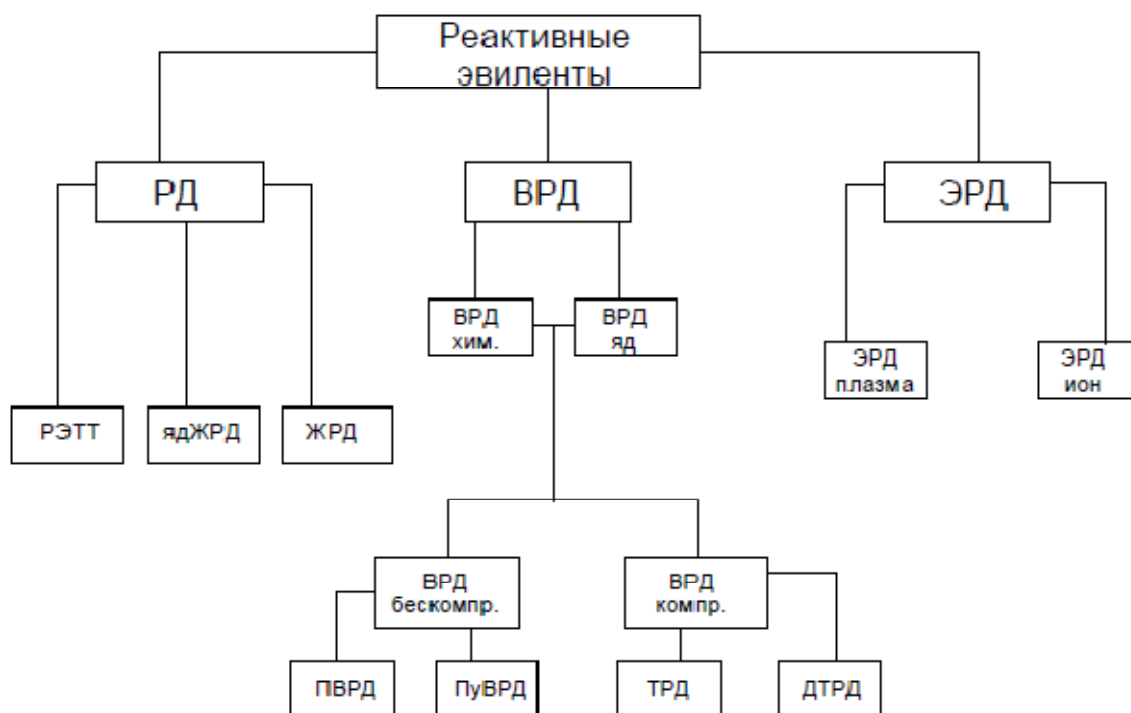 Реактивные
эвиленты
РД
ВРД
ЭРД
ВРД
хим.
ВРД
яд
ЭРД
плазма
ЭРД
ион
РЭТТ
ядЖРД
ЖРД
ВРД
бескомпр.
ВРД
компр.
ПВРД
ПуВРД
ТРД
ДТРД